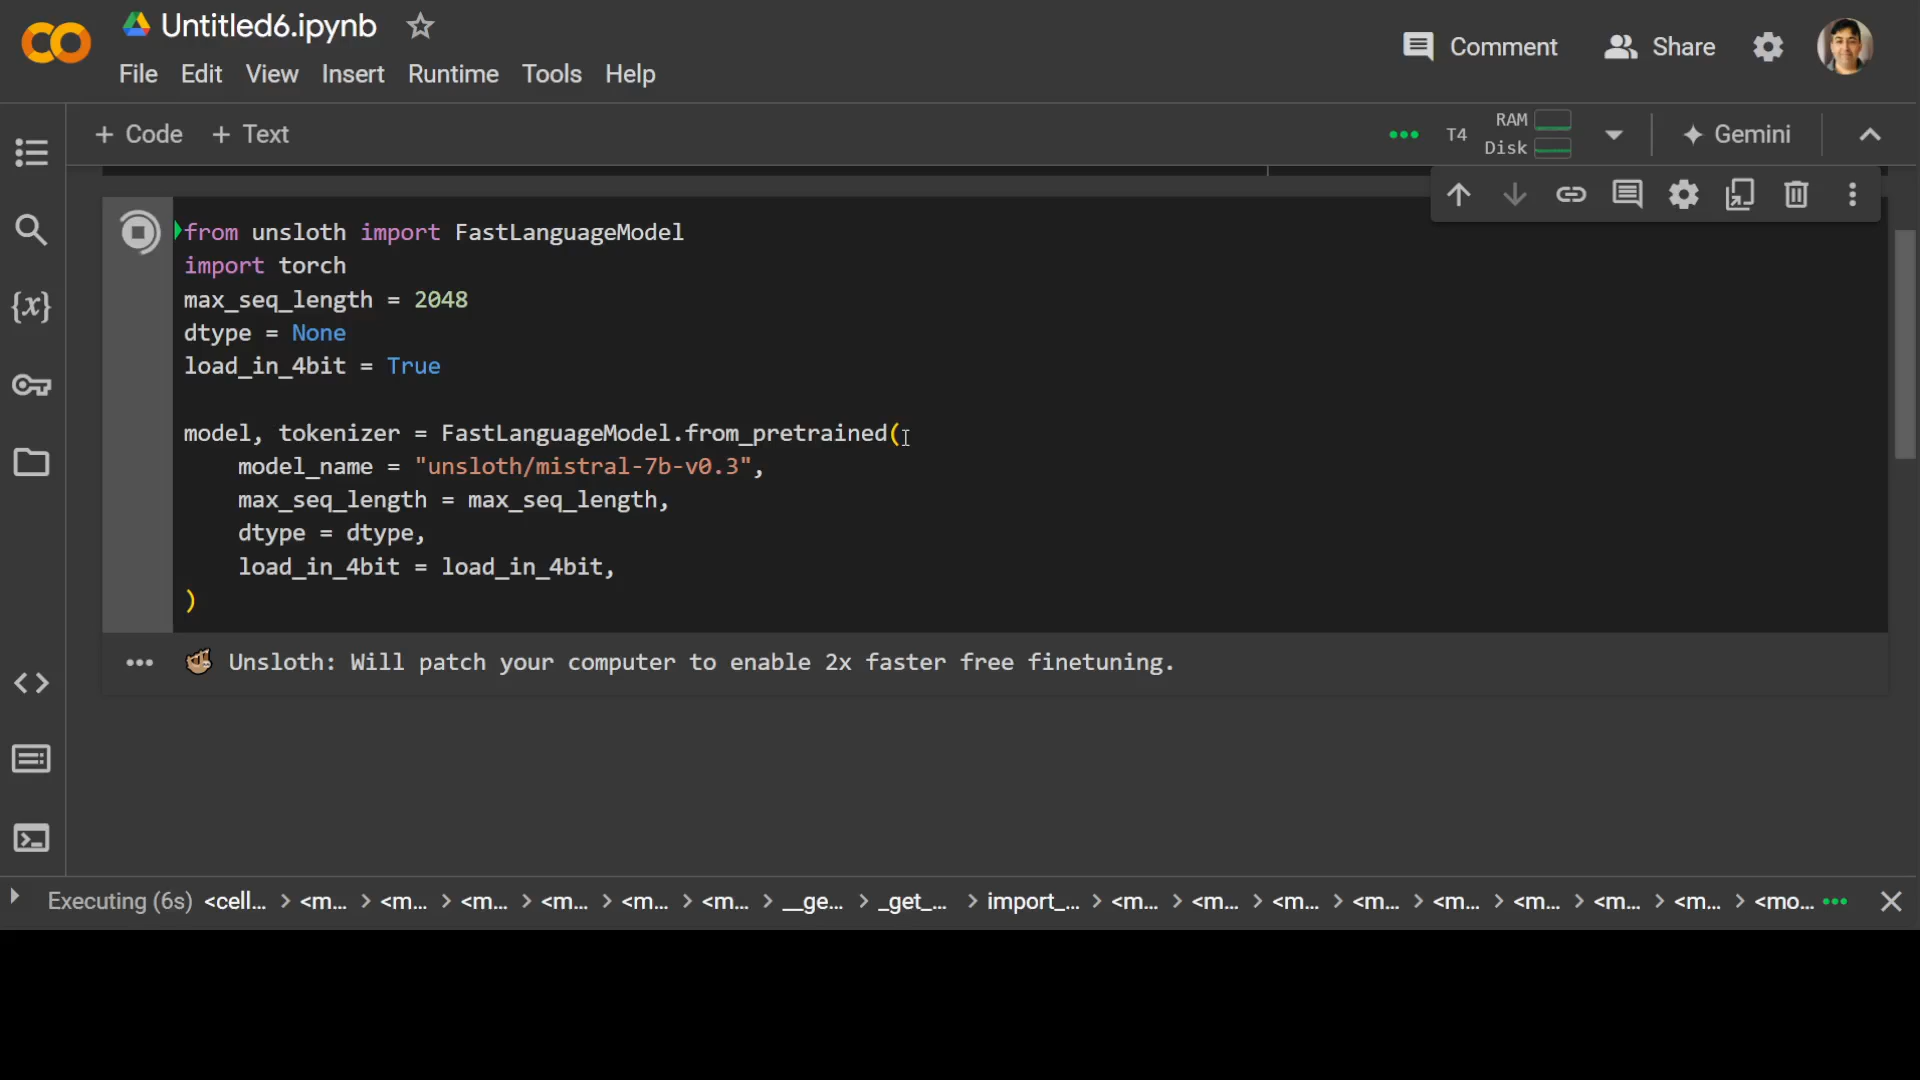 Untitled6.ipynb
Comment
Share
File Edit View Insert Runtime Tools Help
+ Code + Text
T4
RAM
Disk
Gemini
from unsloth import FastLanguageModel
import torch
max_seq_length = 2048
dtype = None
load_in_4bit = True
model, tokenizer = FastLanguageModel.from_pretrained(
model_name = "unsloth/mistral-7b-v0.3",
max_seq_length = max_seq_length,
dtype = dtype,
load_in_4bit = load_in_4bit,
)
Unsloth: Will patch your computer to enable 2x faster free finetuning.
Executing (6s) <cell... > <m... > <m... > <m... > <m... > <m... > <m... > __ge... > _get_... > import_... > <m... > <m... > <m... > <m... > <m... > <m... > <m... > <m... > <mo...